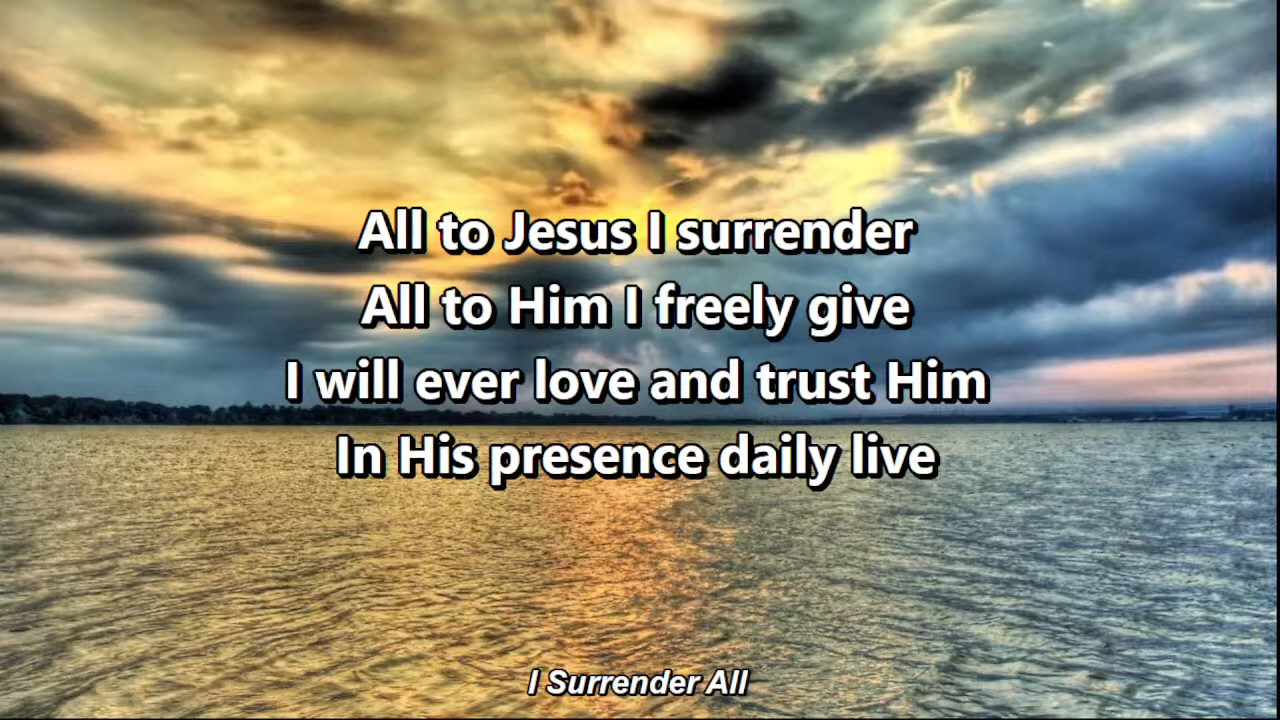 All to Jesus I surrender
All to Him I freely give
I will ever love and trust Him
In His presence daily live
I Surrender All